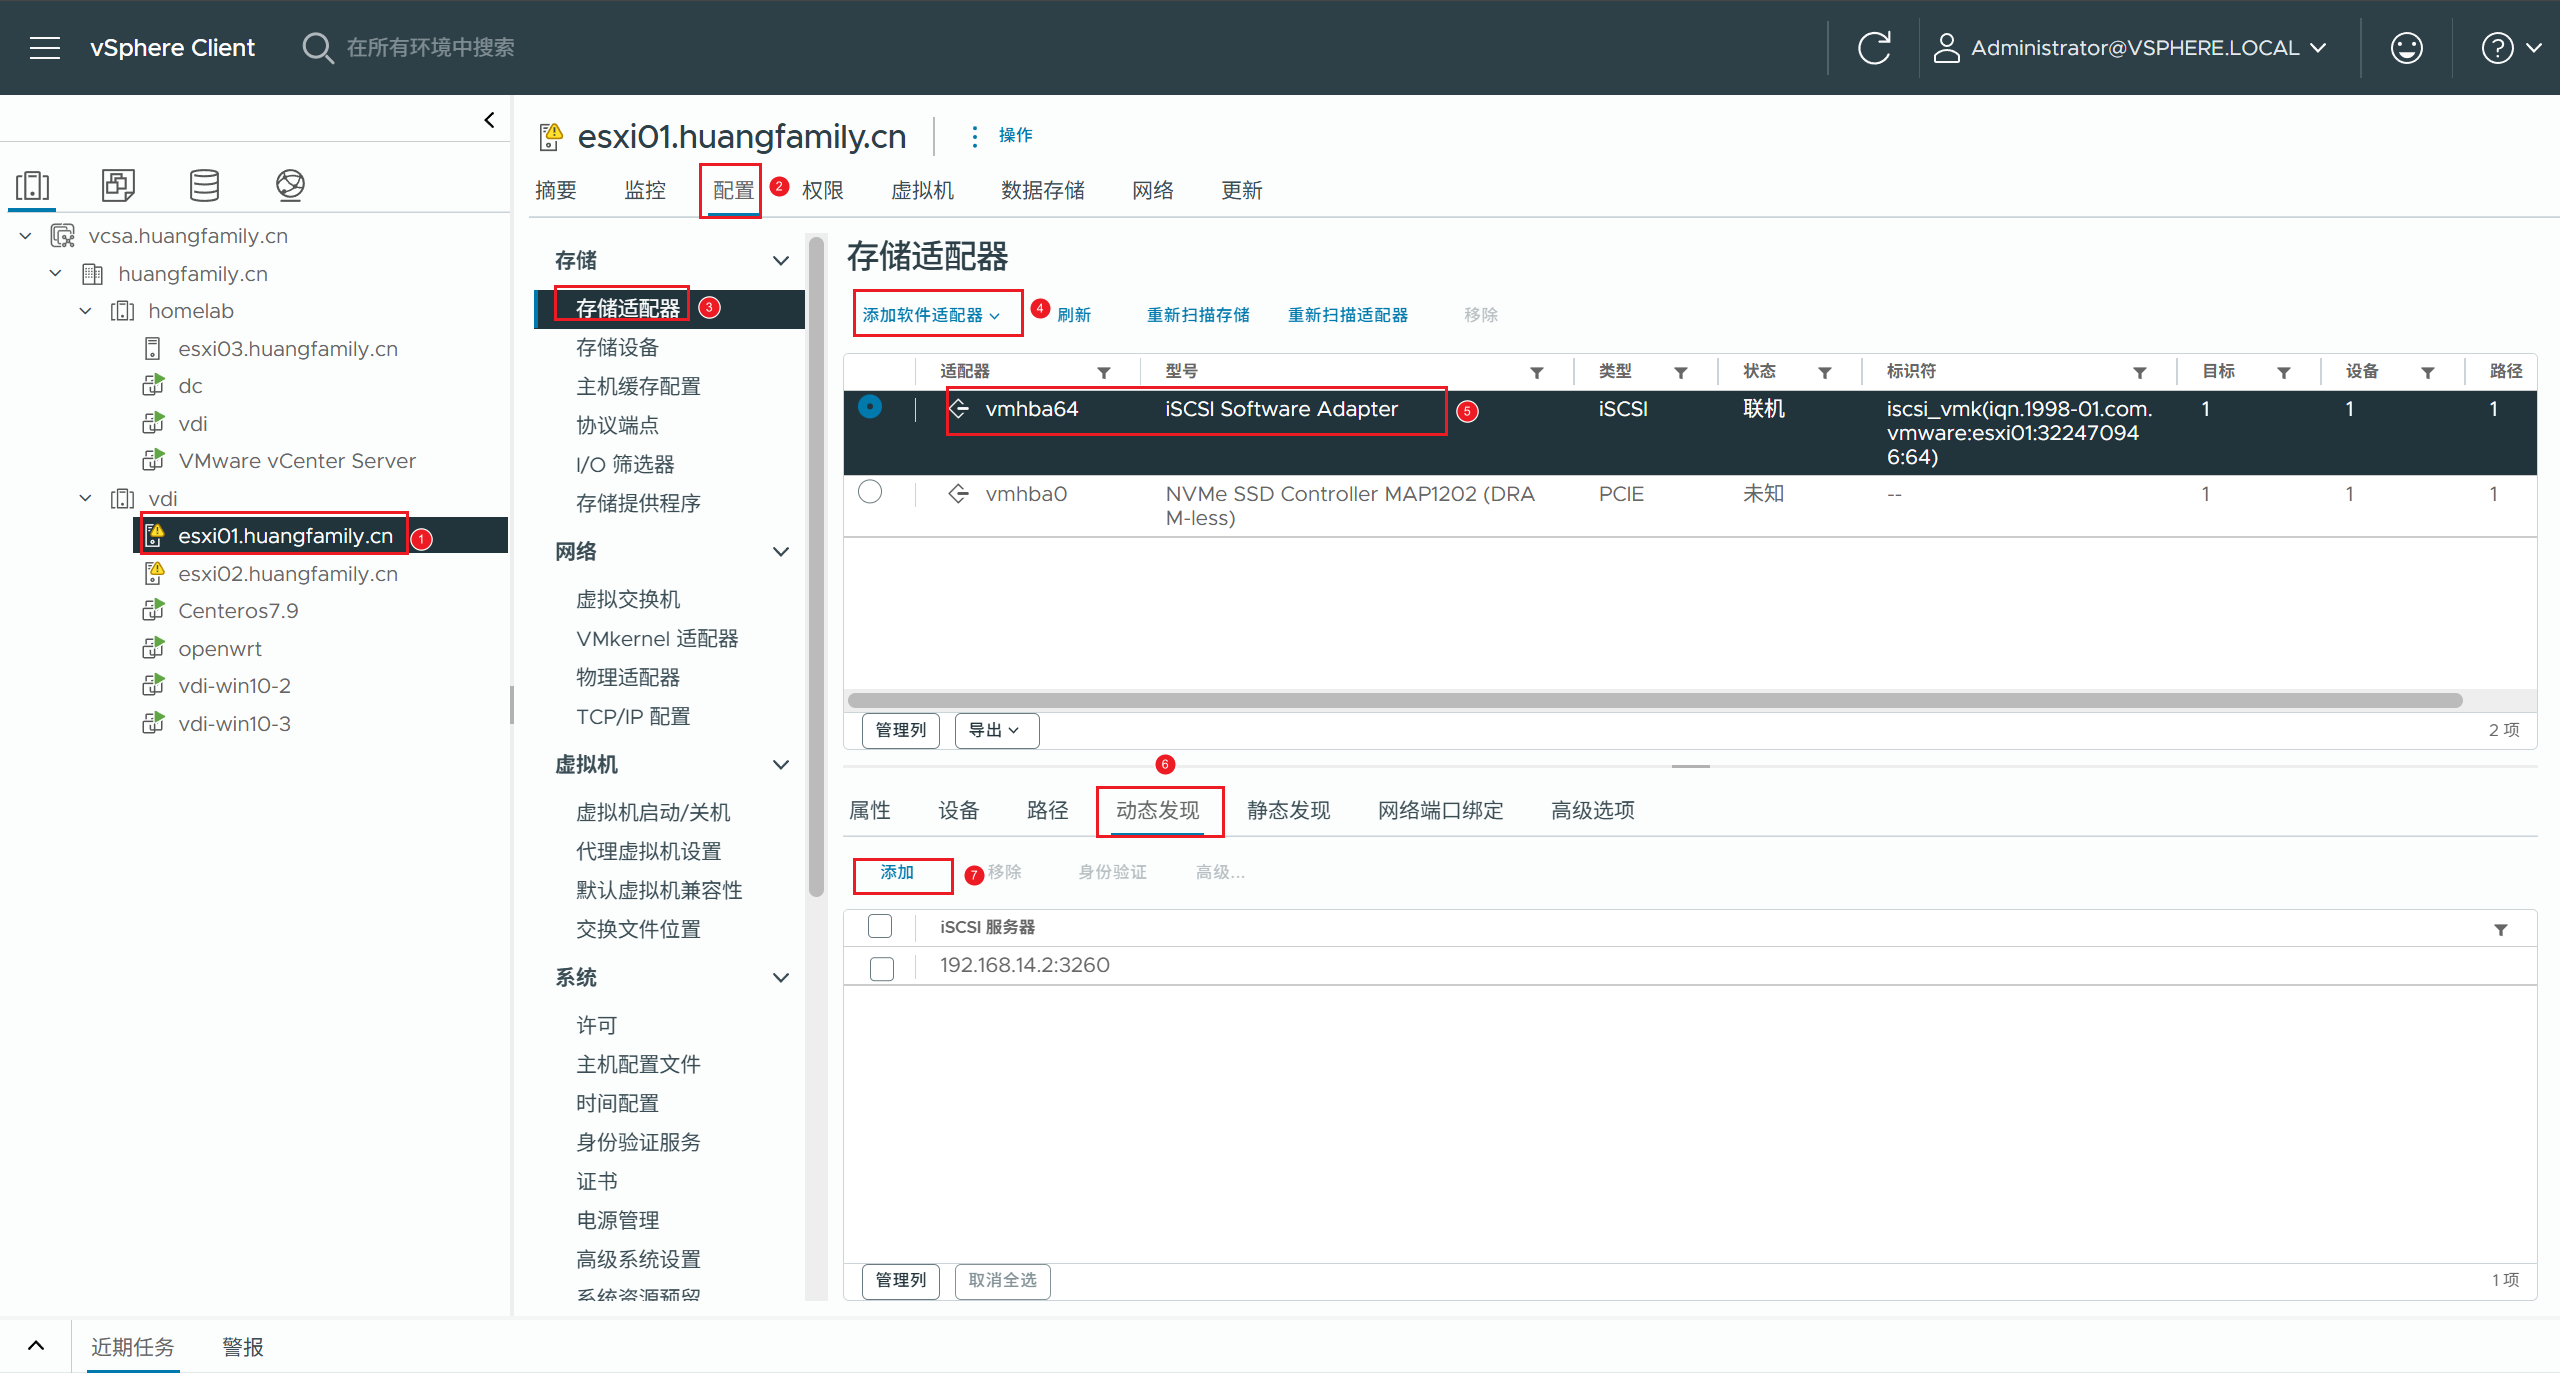 vSphere Client
在所有环境中搜索
Administrator@VSPHERE.LOCAL
vcsa.huangfamily.cn
huangfamily.cn
homelab
esxi03.huangfamily.cn
dc
vdi
VMware vCenter Server
vdi
esxi01.huangfamily.cn 1
esxi02.huangfamily.cn
Centeros7.9
openwrt
vdi-win10-2
vdi-win10-3
esxi01.huangfamily.cn 操作
摘要 监控 配置 2 权限 虚拟机 数据存储 网络 更新
存储
存储适配器 3
存储设备
主机缓存配置
协议端点
I/O 筛选器
存储提供程序
网络
虚拟交换机
VMkernel 适配器
物理适配器
TCP/IP 配置
虚拟机
虚拟机启动/关机
代理虚拟机设置
默认虚拟机兼容性
交换文件位置
系统
许可
主机配置文件
时间配置
身份验证服务
证书
电源管理
高级系统设置
系统资源预留
存储适配器
添加软件适配器 4 刷新 重新扫描存储 重新扫描适配器 移除
适配器 型号 类型 状态 标识符 目标 设备 路径
vmhba64 iSCSI Software Adapter 5 iSCSI 联机 iscsi_vmk(iqn.1998-01.com. 1 1 1
vmware:esxi01:32247094
6:64)
vmhba0 NVMe SSD Controller MAP1202 (DRA PCIE 未知 -- 1 1 1
M-less)
管理列 导出 2 项
6
属性 设备 路径 动态发现 静态发现 网络端口绑定 高级选项
添加 7 移除 身份验证 高级...
iSCSI 服务器
192.168.14.2:3260
管理列 取消全选 1 项
近期任务 警报